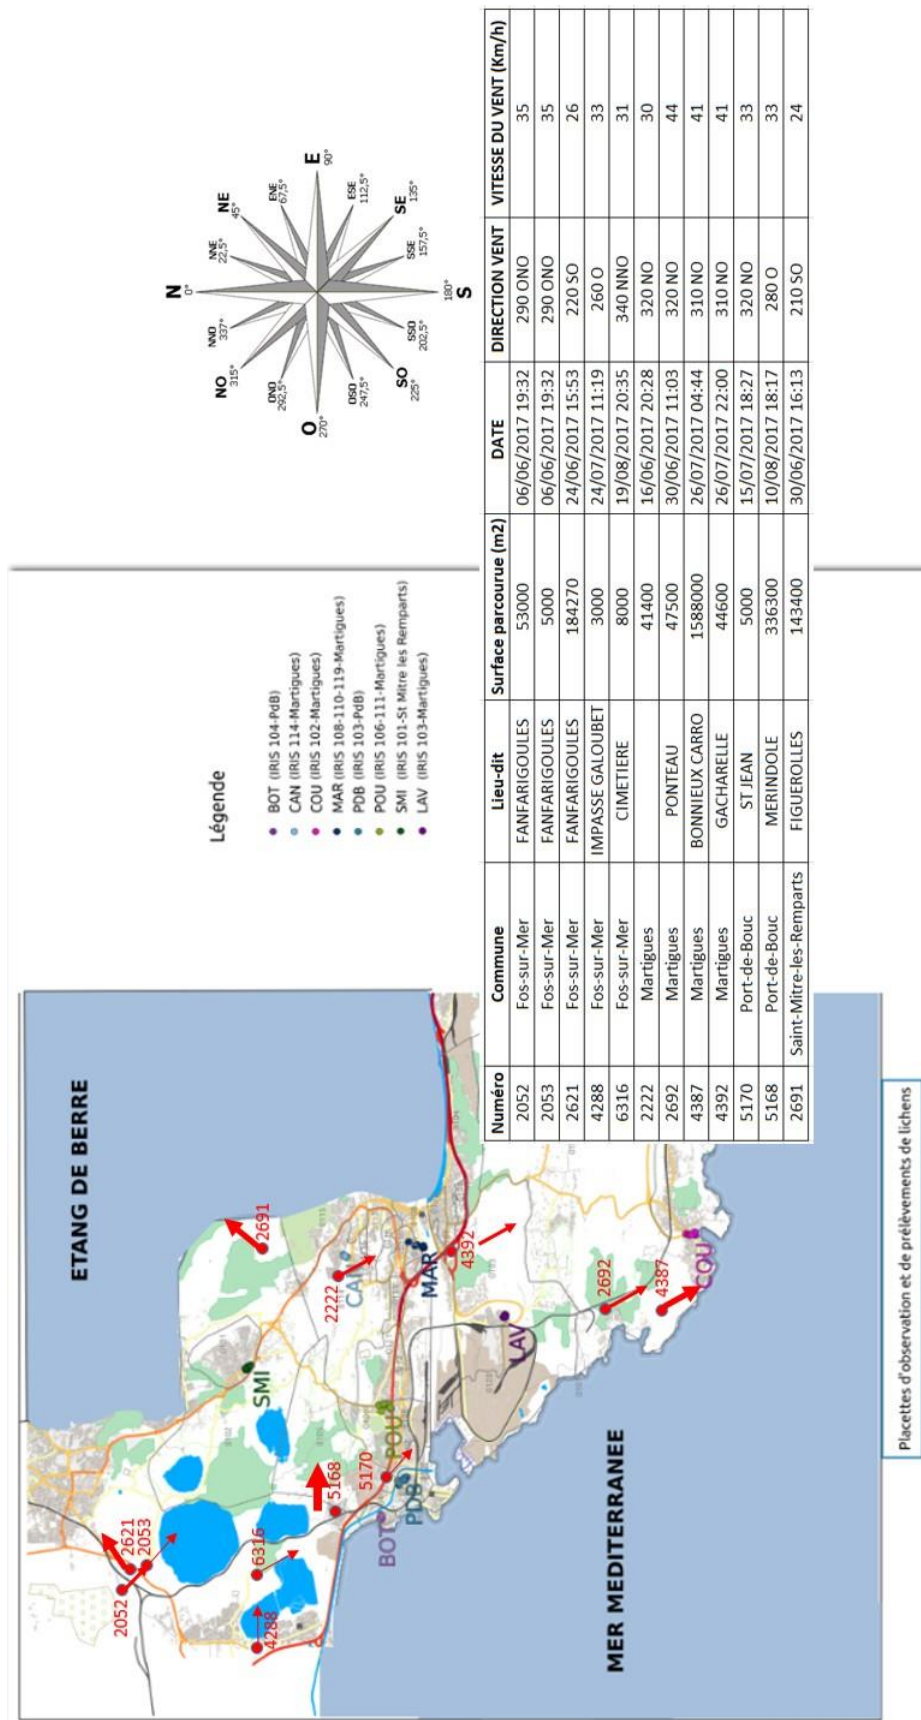 ETANG DE BERRE
MER MEDITERRANEE
2052
2621
2053
6316
4288
5168
5170
2691
2222
4392
2692
4387
SMI
CAN
MAR
POU
PDB
BOT
LAV
COU
Légende
BOT (IRIS 104-PdB)
CAN (IRIS 114-Martigues)
COU (IRIS 102-Martigues)
MAR (IRIS 108-110-119-Martigues)
PDB (IRIS 103-PdB)
POU (IRIS 106-111-Martigues)
SMI (IRIS 101-St Mitre les Remparts)
LAV (IRIS 103-Martigues)
N
0°
NNE
22,5°
NE
45°
ENE
67,5°
E
90°
ESE
112,5°
SE
135°
SSE
157,5°
S
180°
SSO
202,5°
SO
225°
OSO
247,5°
O
270°
ONO
292,5°
NO
315°
NNO
337°
Numéro Commune Lieu-dit Surface parcourue (m2) DATE DIRECTION VENT VITESSE DU VENT (Km/h)
2052 Fos-sur-Mer FANFARIGOULES 53000 06/06/2017 19:32 290 ONO 35
2053 Fos-sur-Mer FANFARIGOULES 5000 06/06/2017 19:32 290 ONO 35
2621 Fos-sur-Mer FANFARIGOULES 184270 24/06/2017 15:53 220 SO 26
4288 Fos-sur-Mer IMPASSE GALOUBET 3000 24/07/2017 11:19 260 O 33
6316 Fos-sur-Mer CIMETIERE 8000 19/08/2017 20:35 340 NNO 31
2222 Martigues 41400 16/06/2017 20:28 320 NO 30
2692 Martigues PONTEAU 47500 30/06/2017 11:03 320 NO 44
4387 Martigues BONNIEUX CARRO 1588000 26/07/2017 04:44 310 NO 41
4392 Martigues GACHARELLE 44600 26/07/2017 22:00 310 NO 41
5170 Port-de-Bouc ST JEAN 5000 15/07/2017 18:27 320 NO 33
5168 Port-de-Bouc MERINDOLE 336300 10/08/2017 18:17 280 O 33
2691 Saint-Mitre-les-Remparts FIGUEROLLES 143400 30/06/2017 16:13 210 SO 24
Placettes d'observation et de prélèvements de lichens